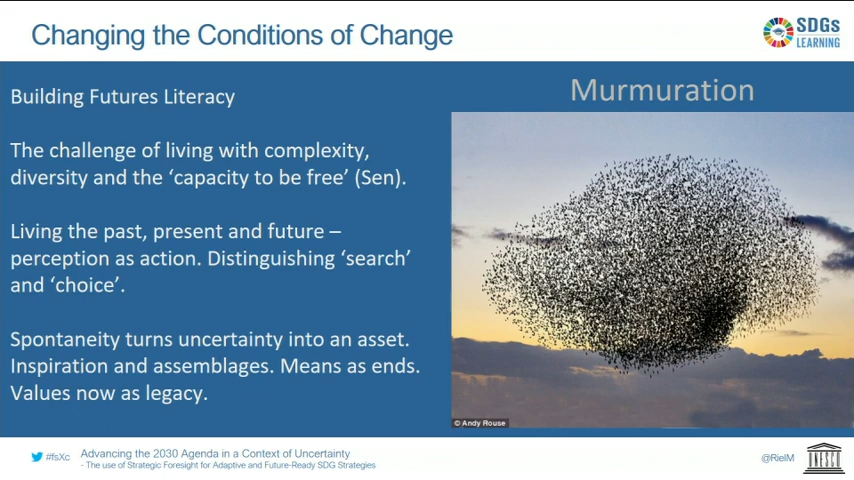 Changing the Conditions of Change
SDGs
LEARNING
Building Futures Literacy
The challenge of living with complexity,
diversity and the ‘capacity to be free’ (Sen).
Living the past, present and future –
perception as action. Distinguishing ‘search’
and ‘choice’.
Spontaneity turns uncertainty into an asset.
Inspiration and assemblages. Means as ends.
Values now as legacy.
Murmuration
© Andy Rouse
#fsXc
Advancing the 2030 Agenda in a Context of Uncertainty
- The use of Strategic Foresight for Adaptive and Future-Ready SDG Strategies
@RielM
UNESCO